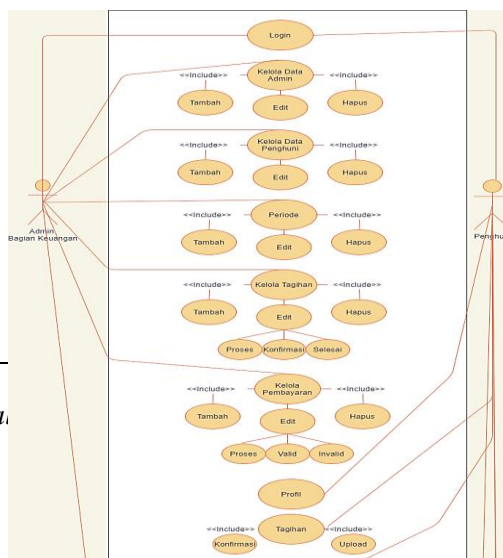 Login
<<Include>>
Kelola Data
Admin
<<Include>>
Tambah
Edit
Hapus
<<Include>>
Kelola Data
Penghuni
<<Include>>
Tambah
Edit
Hapus
Admin
Bagian Keuangan
<<Include>>
Periode
<<Include>>
Penghu
Tambah
Edit
Hapus
<<Include>>
Kelola Tagihan
<<Include>>
Tambah
Edit
Hapus
Proses
Konfirmasi
Selesai
<<Include>>
Kelola
Pembayaran
<<Include>>
Tambah
Edit
Hapus
Proses
Valid
Invalid
Profil
<<Include>>
Tagihan
<<Include>>
Konfirmasi
Upload